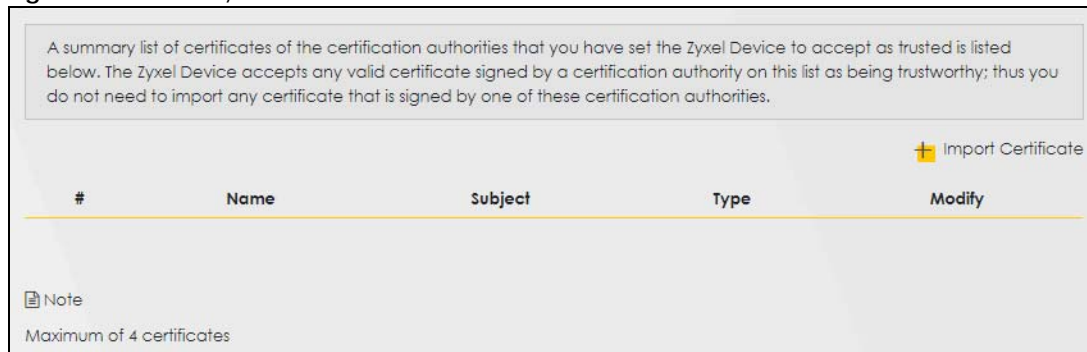 A summary list of certificates of the certification authorities that you have set the Zyxel Device to accept as trusted is listed
below. The Zyxel Device accepts any valid certificate signed by a certification authority on this list as being trustworthy; thus you
do not need to import any certificate that is signed by one of these certification authorities.
+ Import Certificate
# Name Subject Type Modify
Note
Maximum of 4 certificates